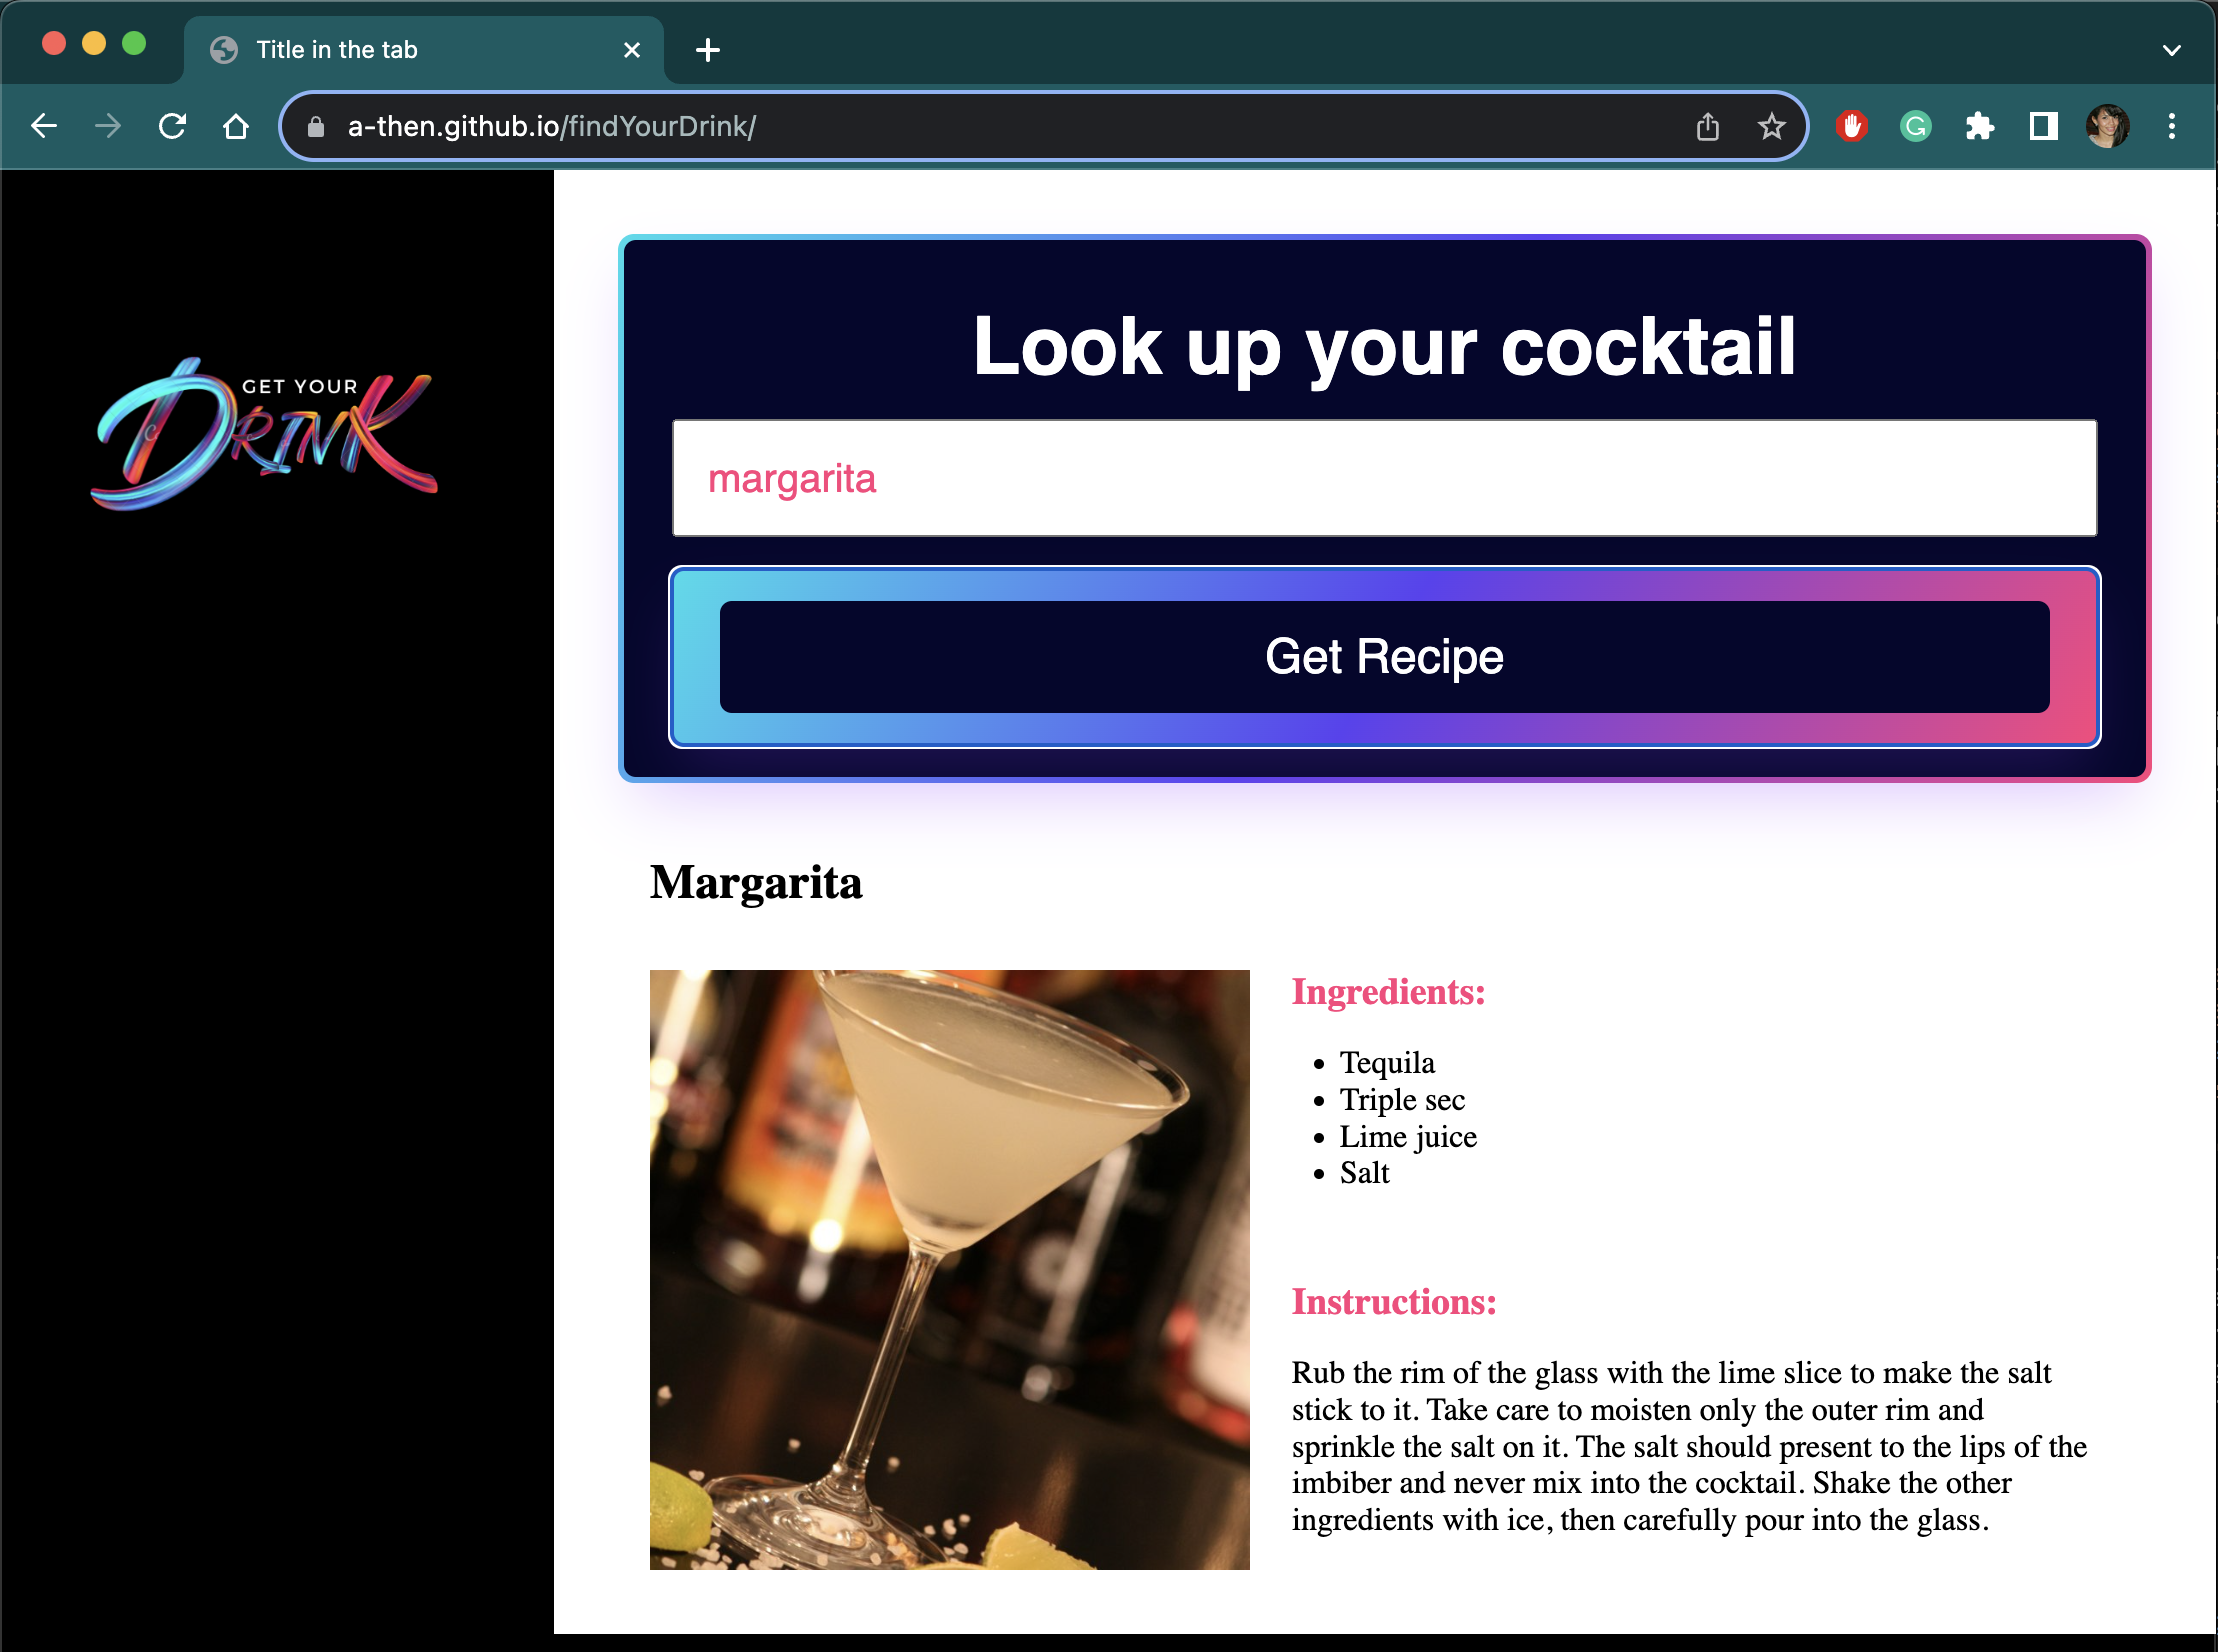 Title in the tab
a-then.github.io/findYourDrink/
GET YOUR
DRINK
Look up your cocktail
margarita
Get Recipe
Margarita
Ingredients:
• Tequila
• Triple sec
• Lime juice
• Salt
Instructions:
Rub the rim of the glass with the lime slice to make the salt
stick to it. Take care to moisten only the outer rim and
sprinkle the salt on it. The salt should present to the lips of the
imbiber and never mix into the cocktail. Shake the other
ingredients with ice, then carefully pour into the glass.